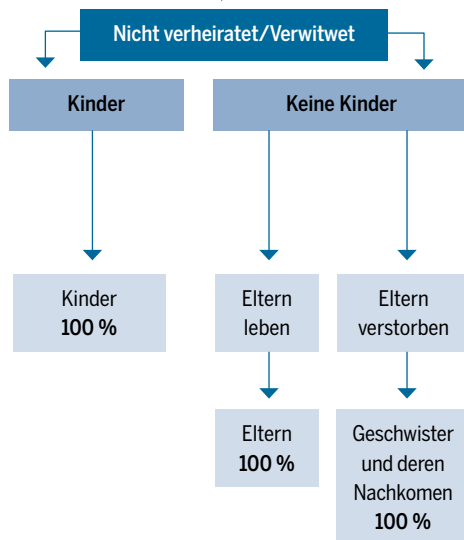 Nicht verheiratet/Verwitwet
Kinder
Keine Kinder
Kinder
100 %
Eltern
leben
Eltern
verstorben
Eltern
100 %
Geschwister
und deren
Nachkomen
100 %